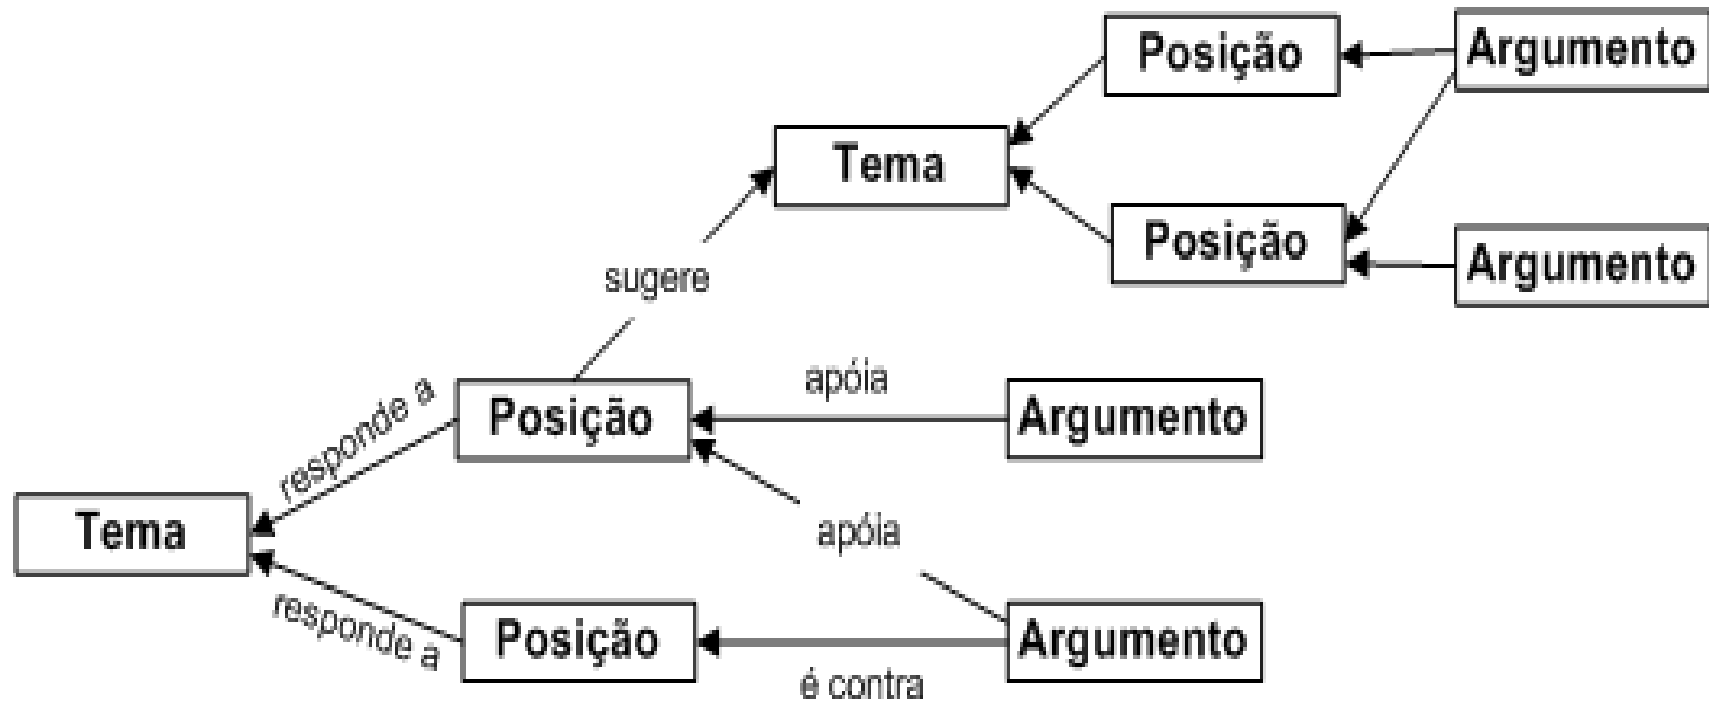 Posição
Argumento
Tema
Posição
Argumento
sugere
responde a
Posição
apóia
Argumento
Tema
apóia
responde a
Posição
é contra
Argumento